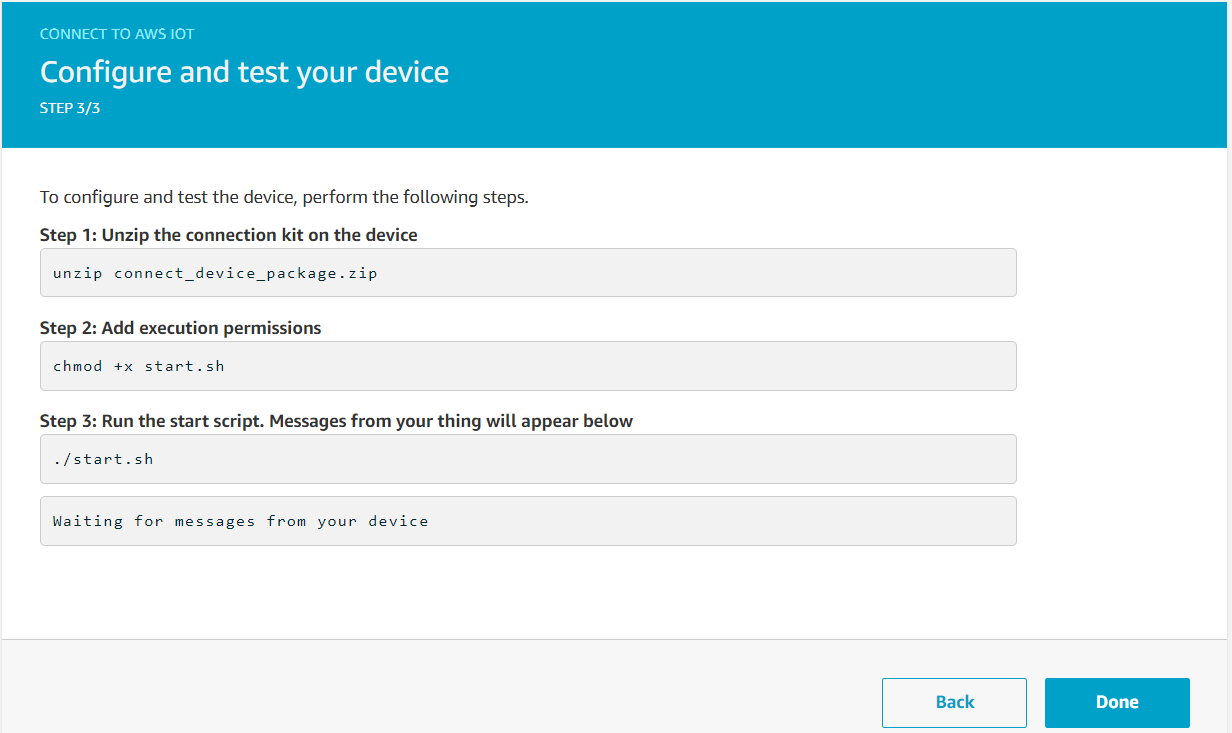 CONNECT TO AWS IOT
Configure and test your device
STEP 3/3
To configure and test the device, perform the following steps.
Step 1: Unzip the connection kit on the device
unzip connect_device_package.zip
Step 2: Add execution permissions
chmod +x start.sh
Step 3: Run the start script. Messages from your thing will appear below
./start.sh
Waiting for messages from your device
Back
Done